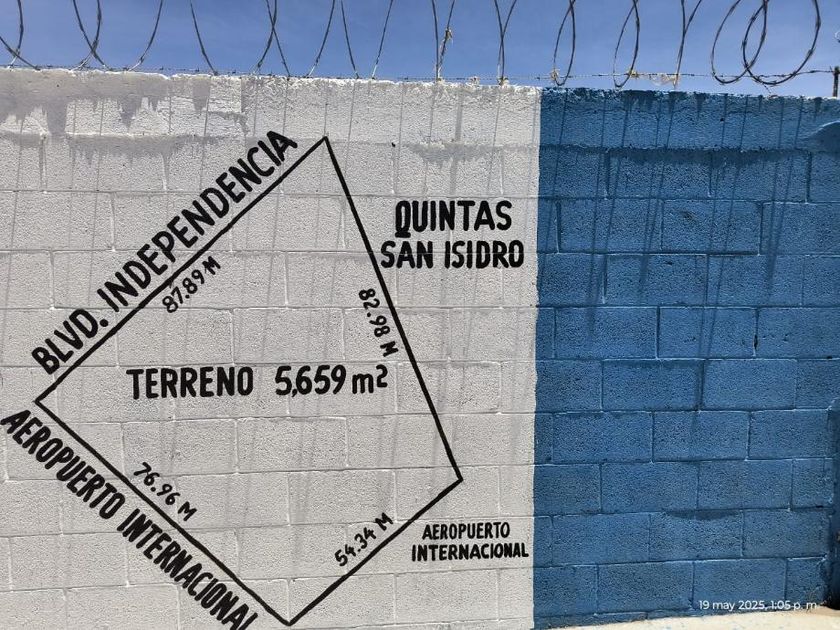 BLVD. INDEPENDENCIA
87.89 M
QUINTAS
SAN ISIDRO
82.98 M
TERRENO 5,659 m²
AEROPUERTO INTERNACIONAL
76.96 M
54.34 M
AEROPUERTO
INTERNACIONAL
19 may 2025, 1:05 p. m.